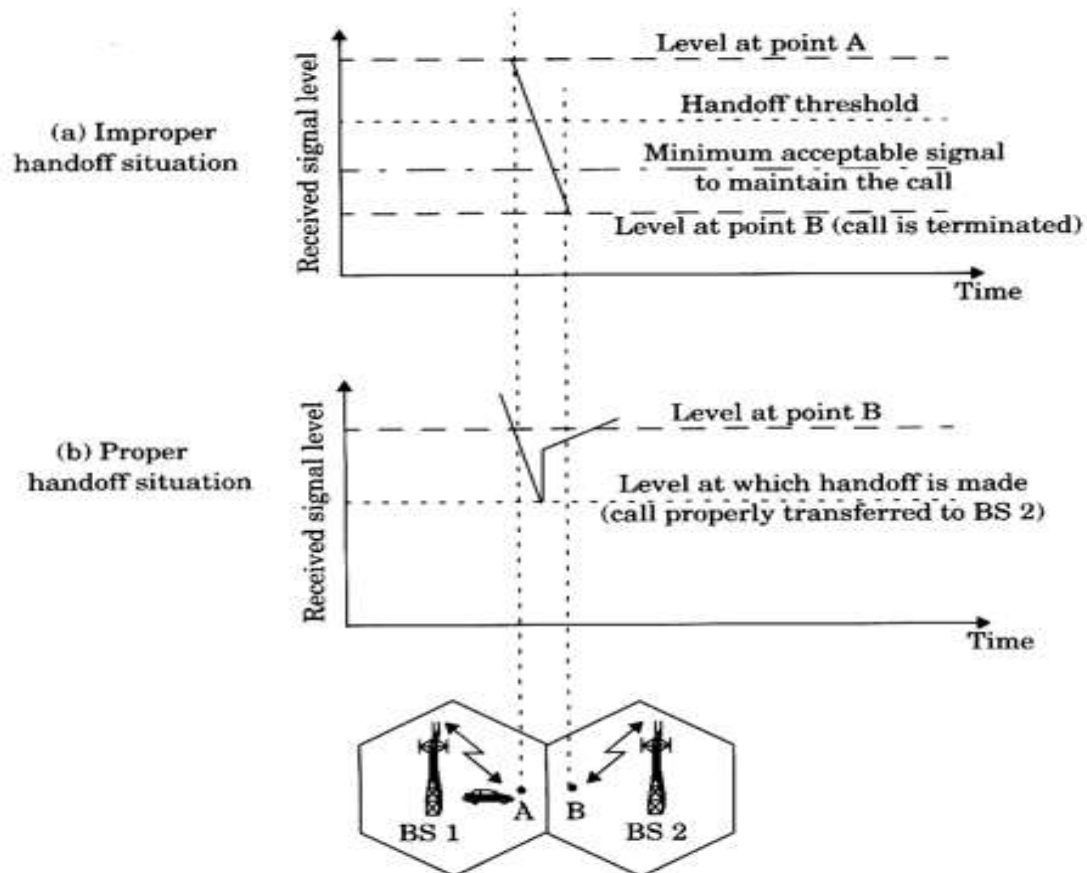 Received signal level
Level at point A
Handoff threshold
(a) Improper
handoff situation
Minimum acceptable signal
to maintain the call
Level at point B (call is terminated)
Time
Received signal level
Level at point B
(b) Proper
handoff situation
Level at which handoff is made
(call properly transferred to BS 2)
Time
BS 1
A
B
BS 2